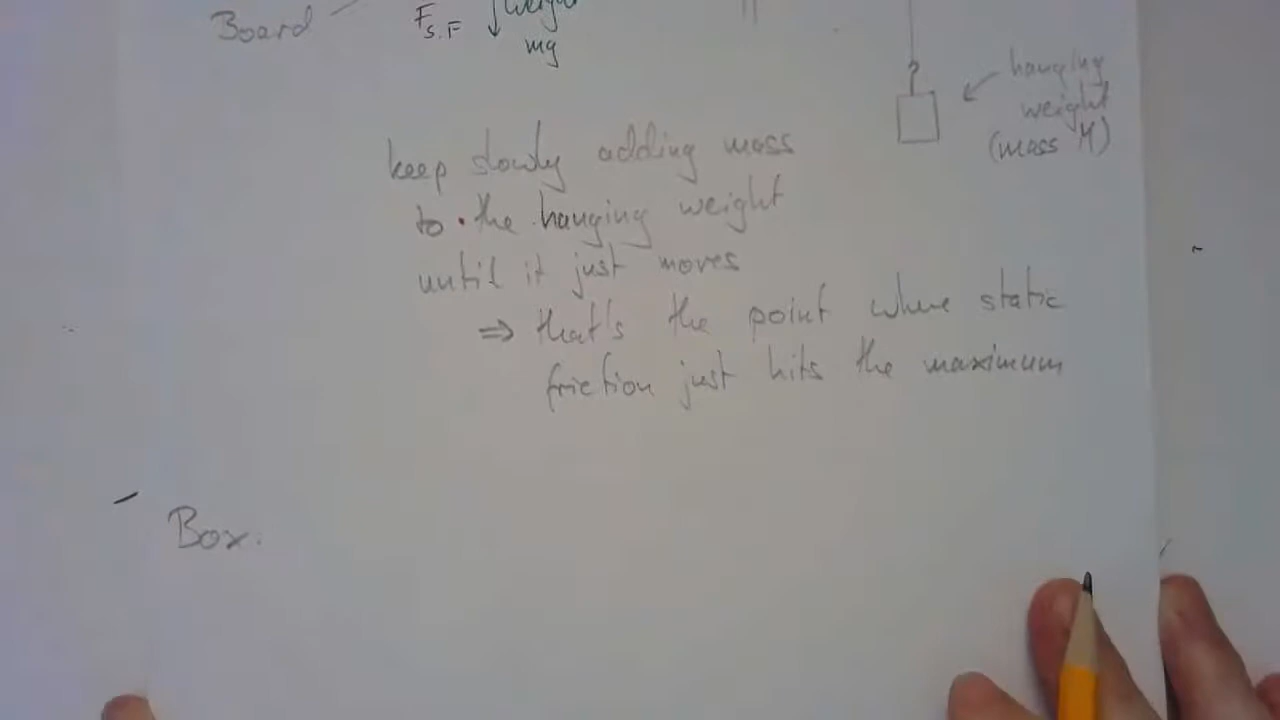 Board
F S.F
weight
mg
hanging
weight
(mass M)
keep slowly adding mass
to the hanging weight
until it just moves
⇒ that's the point where static
friction just hits the maximum
Box.